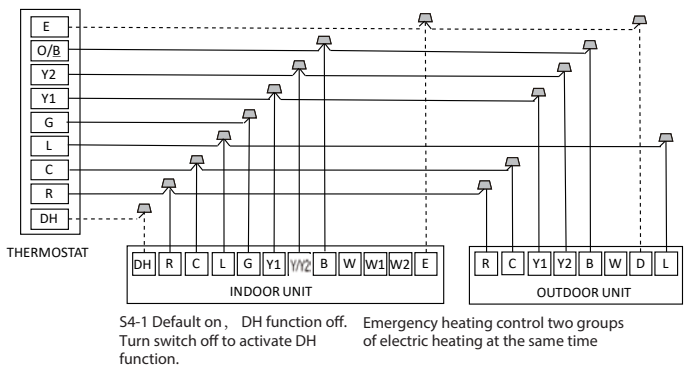 E
O/B
Y2
Y1
G
L
C
R
DH
THERMOSTAT
DH R C L G Y1 Y/Y2 B W W1 W2 E
INDOOR UNIT
R C Y1 Y2 B W D L
OUTDOOR UNIT
S4-1 Default on， DH function off.
Turn switch off to activate DH
function.
Emergency heating control two groups
of electric heating at the same time